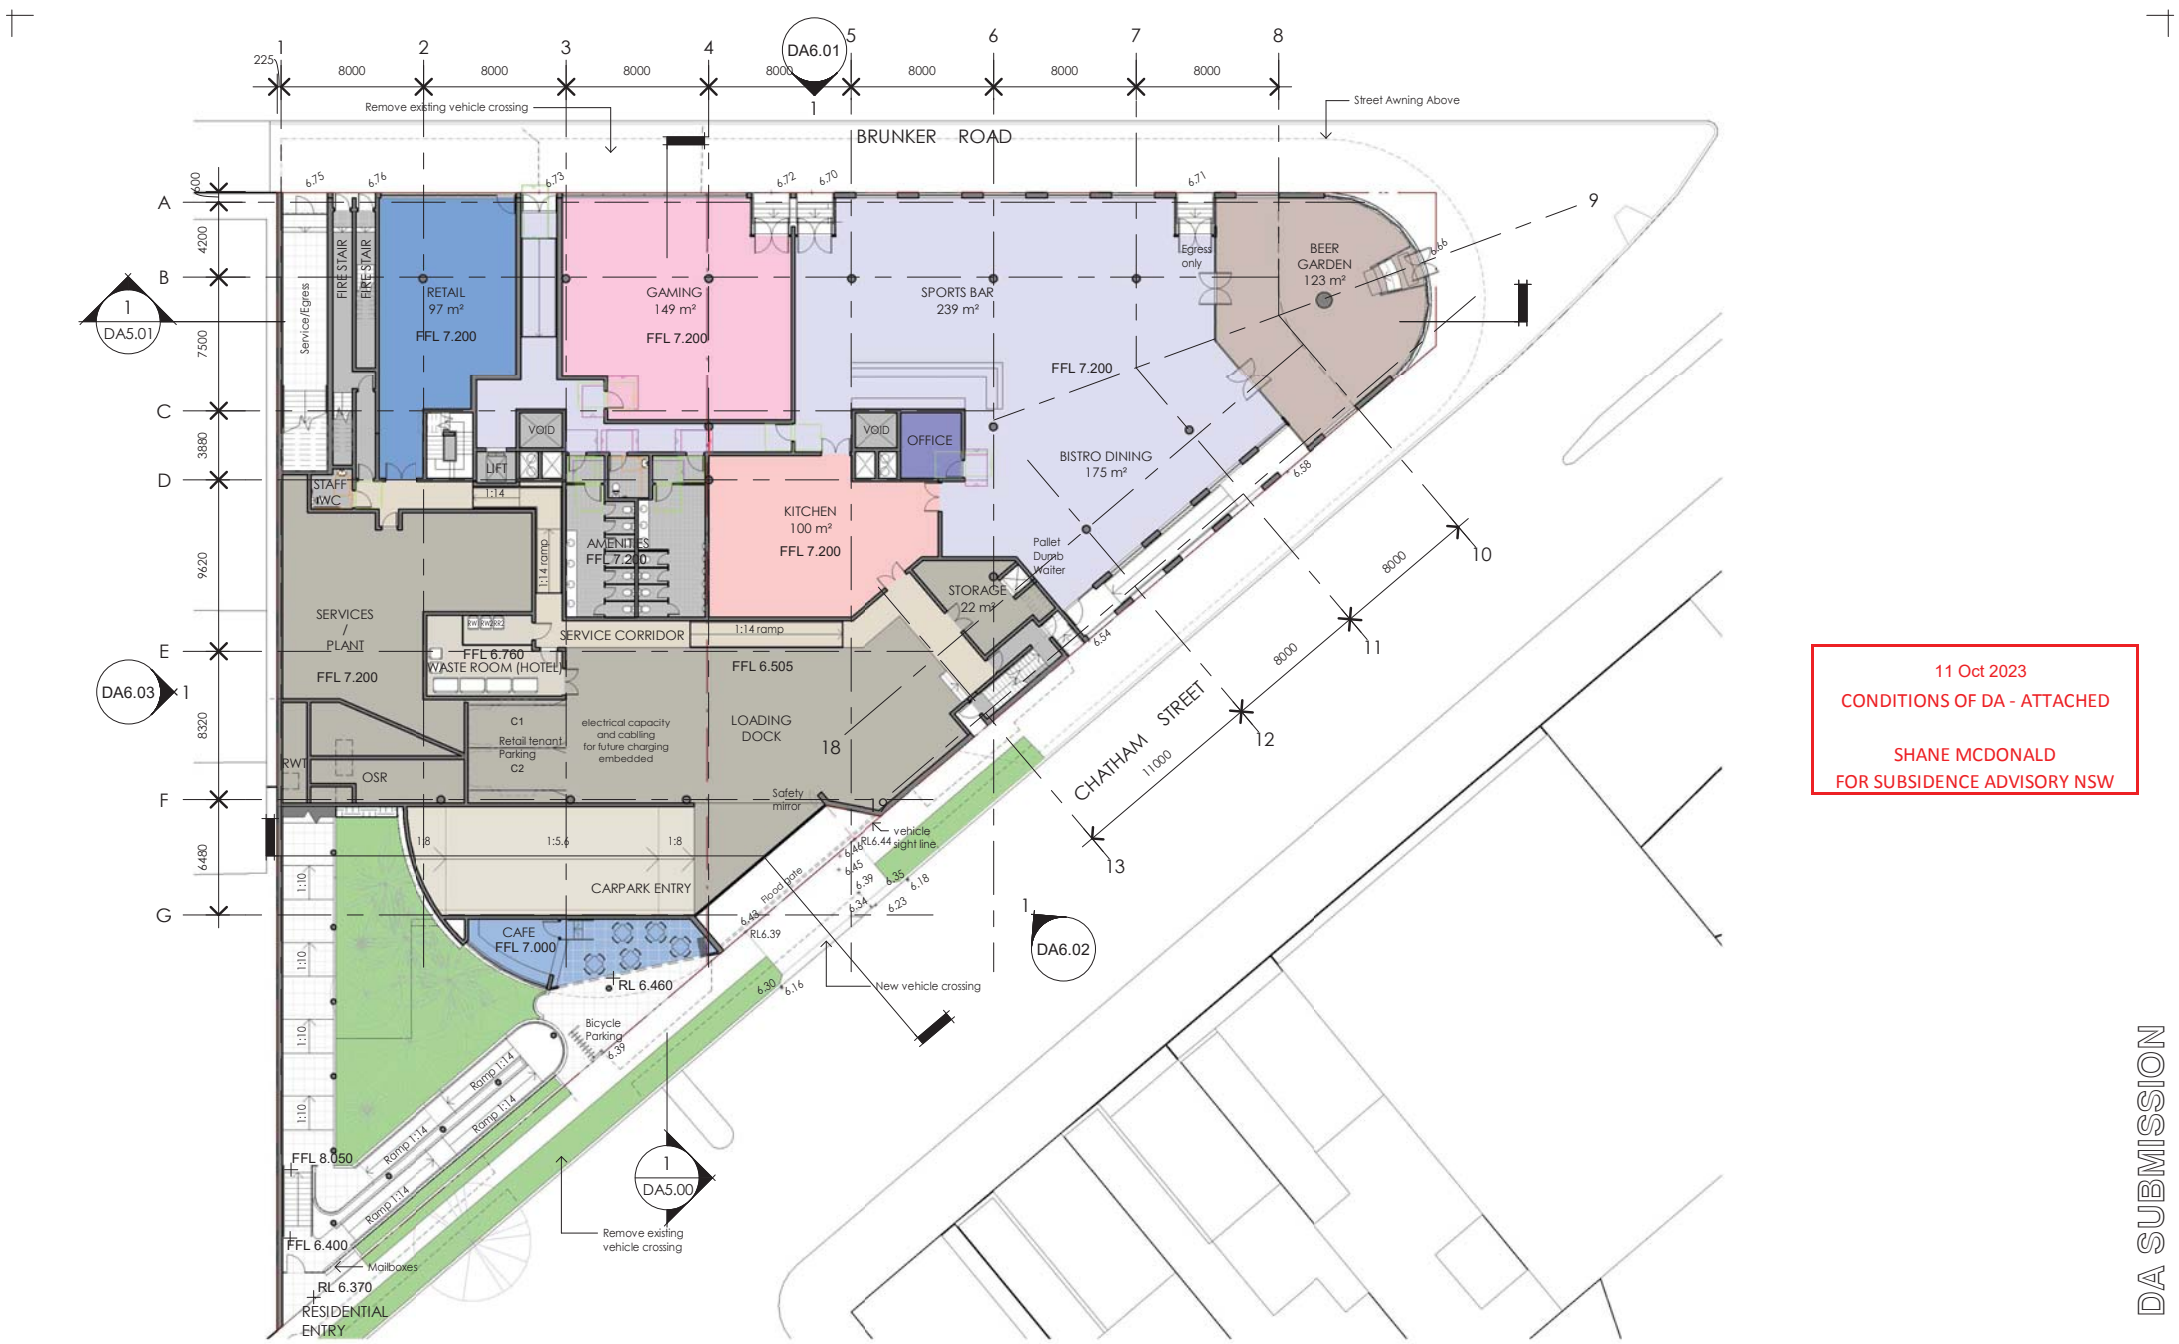 1
2
3
4
5
6
7
8
DA6.01
1
225
8000
8000
8000
8000
8000
8000
8000
Remove existing vehicle crossing
Street Awning Above
BRUNKER ROAD
600
6.75
6.76
6.73
6.72
6.70
6.71
9
A
4200
B
7500
C
3880
D
9620
E
8320
F
6480
G
1
DA5.01
DA6.03
1
Service/Egress
FIRE STAIR
FIRE STAIR
RETAIL
97 m²
FFL 7.200
GAMING
149 m²
FFL 7.200
SPORTS BAR
239 m²
FFL 7.200
Egress
only
BEER
GARDEN
123 m²
6.66
VOID
VOID
OFFICE
LIFT
BISTRO DINING
175 m²
6.58
STAFF
WC
1:14
1:14 ramp
AMENITIES
FFL 7.200
KITCHEN
100 m²
FFL 7.200
Pallet
Dumb
Waiter
STORAGE
22 m²
6.54
10
8000
11
8000
12
11000
13
CHATHAM STREET
SERVICES
/
PLANT
FFL 7.200
SERVICE CORRIDOR
1:14 ramp
FFL 6.760
WASTE ROOM (HOTEL)
FFL 6.505
C1
Retail tenant
Parking
C2
electrical capacity
and cabiling
for future charging
embedded
LOADING
DOCK
18
19
RWT
OSR
Safety
mirror
vehicle
sight line
RL6.44
6.46
6.45
6.39
6.35
6.18
6.34
6.23
1:8
1:5.6
1:8
CARPARK ENTRY
Flood gate
6.43
RL6.39
CAFE
FFL 7.000
RL 6.460
6.30
6.16
New vehicle crossing
1
DA6.02
Bicycle
Parking
6.39
1:10
1:10
1:10
1:10
Ramp 1:14
Ramp 1:14
Ramp 1:14
Ramp 1:14
FFL 8.050
FFL 6.400
Mailboxes
RL 6.370
RESIDENTIAL
ENTRY
1
DA5.00
Remove existing
vehicle crossing
11 Oct 2023
CONDITIONS OF DA - ATTACHED
SHANE MCDONALD
FOR SUBSIDENCE ADVISORY NSW
DA SUBMISSION